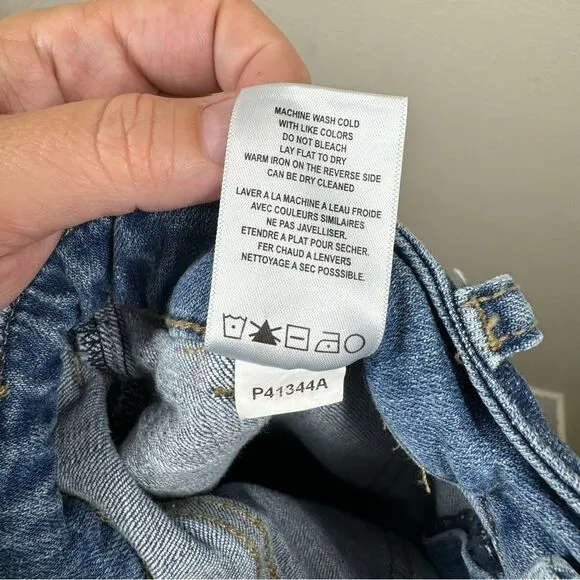 MACHINE WASH COLD
WITH LIKE COLORS
DO NOT BLEACH
LAY FLAT TO DRY
WARM IRON ON THE REVERSE SIDE
CAN BE DRY CLEANED
LAVER A LA MACHINE A LEAU FROIDE
AVEC COULEURS SIMILAIRES
NE PAS JAVELLISER.
ETENDRE A PLAT POUR SÉCHER.
FER CHAUD A LENVERS
NETTOYAGE A SEC POSSSIBLE.
P41344A